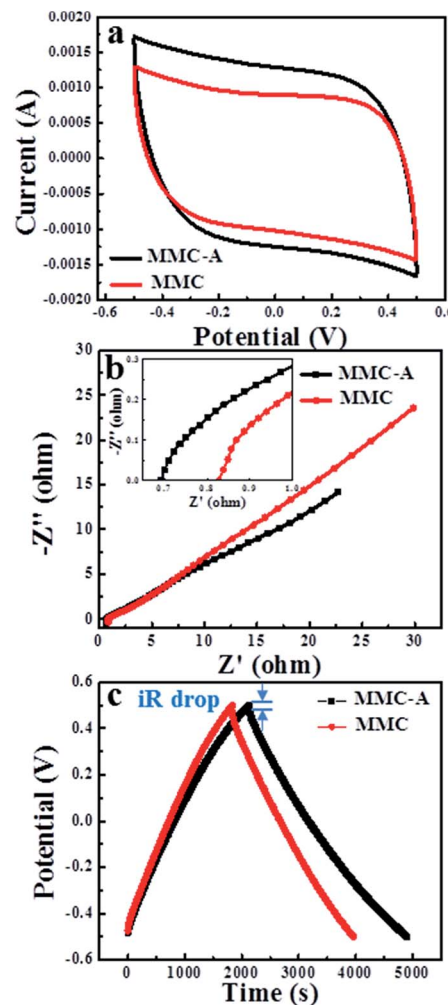 a
0.0020
0.0015
0.0010
0.0005
0.0000
-0.0005
-0.0010
-0.0015
-0.0020
Current (A)
MMC-A
MMC
-0.6 -0.4 -0.2 0.0 0.2 0.4 0.6
Potential (V)
b
30
25
20
15
10
5
0
-Z'' (ohm)
0.3
0.2
0.1
0.0
-Z'' (ohm)
0.7 0.8 0.9 1.0
Z' (ohm)
MMC-A
MMC
0 5 10 15 20 25 30
Z' (ohm)
c
0.6
0.4
0.2
0.0
-0.2
-0.4
-0.6
Potential (V)
iR drop
MMC-A
MMC
0 1000 2000 3000 4000 5000
Time (s)